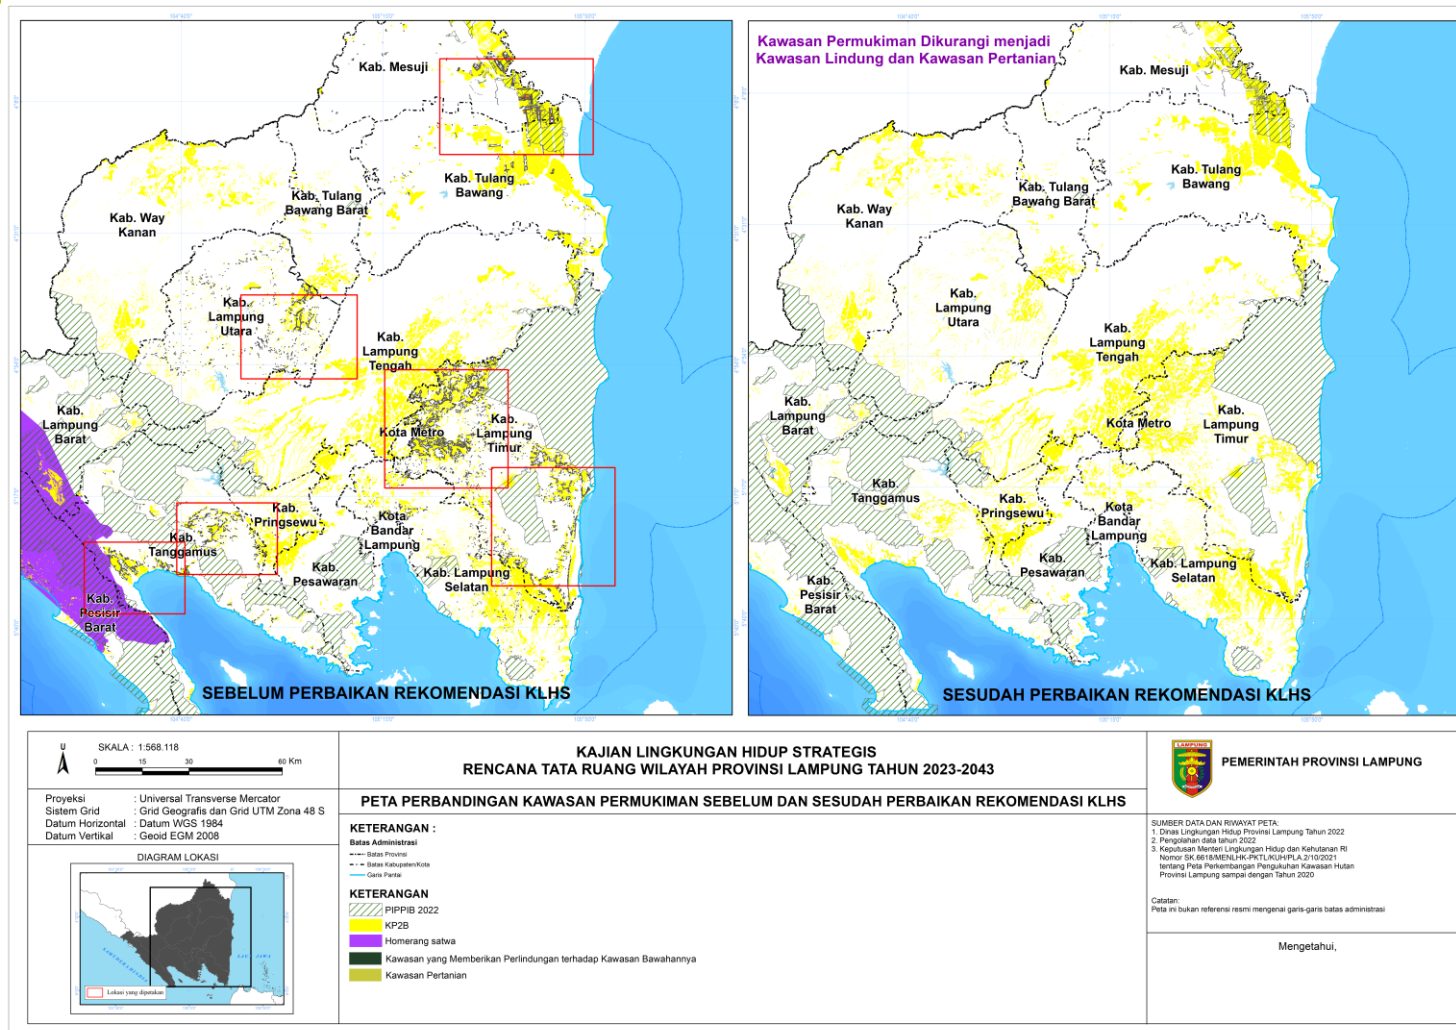 Kab. Mesuji
Kab. Tulang
Bawang
Kab. Tulang
Bawang Barat
Kab. Way
Kanan
Kab.
Lampung
Utara
Kab.
Lampung
Tengah
Kab.
Lampung
Barat
Kota Metro
Kab.
Lampung
Timur
Kab.
Pringsewu
Kab.
Tanggamus
Kota
Bandar
Lampung
Kab.
Pesawaran
Kab. Lampung
Selatan
Kab.
Pesisir
Barat
SEBELUM PERBAIKAN REKOMENDASI KLHS
Kawasan Permukiman Dikurangi menjadi
Kawasan Lindung dan Kawasan Pertanian
Kab. Mesuji
Kab. Tulang
Bawang
Kab. Tulang
Bawang Barat
Kab. Way
Kanan
Kab.
Lampung
Utara
Kab.
Lampung
Tengah
Kab.
Lampung
Barat
Kota Metro
Kab.
Lampung
Timur
Kab.
Tanggamus
Kab.
Pringsewu
Kota
Bandar
Lampung
Kab.
Pesawaran
Kab. Lampung
Selatan
Kab.
Pesisir
Barat
SESUDAH PERBAIKAN REKOMENDASI KLHS
U
SKALA : 1:568.118
0 15 30 60 Km
Proyeksi : Universal Transverse Mercator
Sistem Grid : Grid Geografis dan Grid UTM Zona 48 S
Datum Horizontal : Datum WGS 1984
Datum Vertikal : Geoid EGM 2008
DIAGRAM LOKASI
Lokasi yang dipetakan
KAJIAN LINGKUNGAN HIDUP STRATEGIS
RENCANA TATA RUANG WILAYAH PROVINSI LAMPUNG TAHUN 2023-2043
PETA PERBANDINGAN KAWASAN PERMUKIMAN SEBELUM DAN SESUDAH PERBAIKAN REKOMENDASI KLHS
KETERANGAN :
Batas Administrasi
Batas Provinsi
Batas Kabupaten/Kota
Garis Pantai
KETERANGAN
PIPPIB 2022
KP2B
Homerang satwa
Kawasan yang Memberikan Perlindungan terhadap Kawasan Bawahannya
Kawasan Pertanian
LAMPUNG
PEMERINTAH PROVINSI LAMPUNG
SUMBER DATA DAN RIWAYAT PETA:
1. Dinas Lingkungan Hidup Provinsi Lampung Tahun 2022
2. Pengolahan data tahun 2022
3. Keputusan Menteri Lingkungan Hidup dan Kehutanan RI
Nomor SK.6618/MENLHK-PKTL/KUH/PLA.2/10/2021
tentang Peta Perkembangan Pengukuhan Kawasan Hutan
Provinsi Lampung sampai dengan Tahun 2020
Catatan:
Peta ini bukan referensi resmi mengenai garis-garis batas administrasi
Mengetahui,